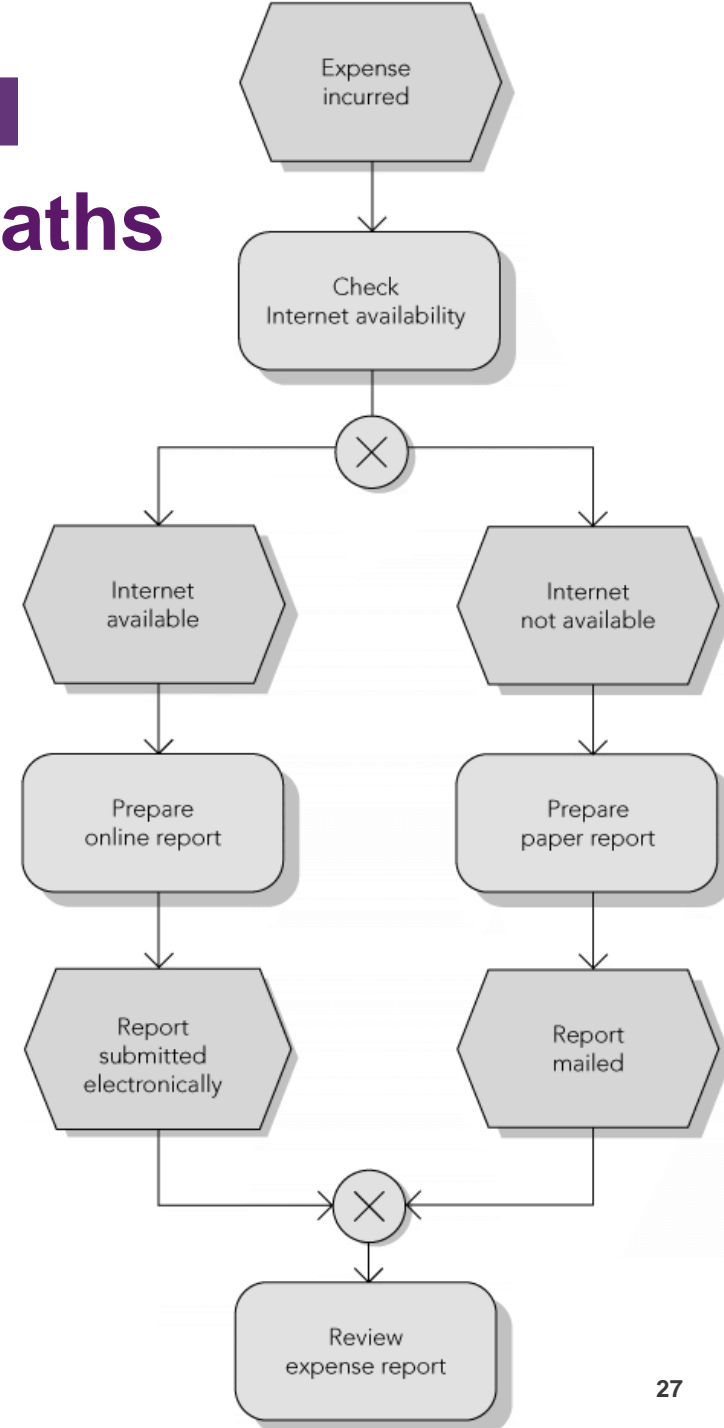 aths
Expense
incurred
Check
Internet availability
Internet
available
Internet
not available
Prepare
online report
Prepare
paper report
Report
submitted
electronically
Report
mailed
Review
expense report
27